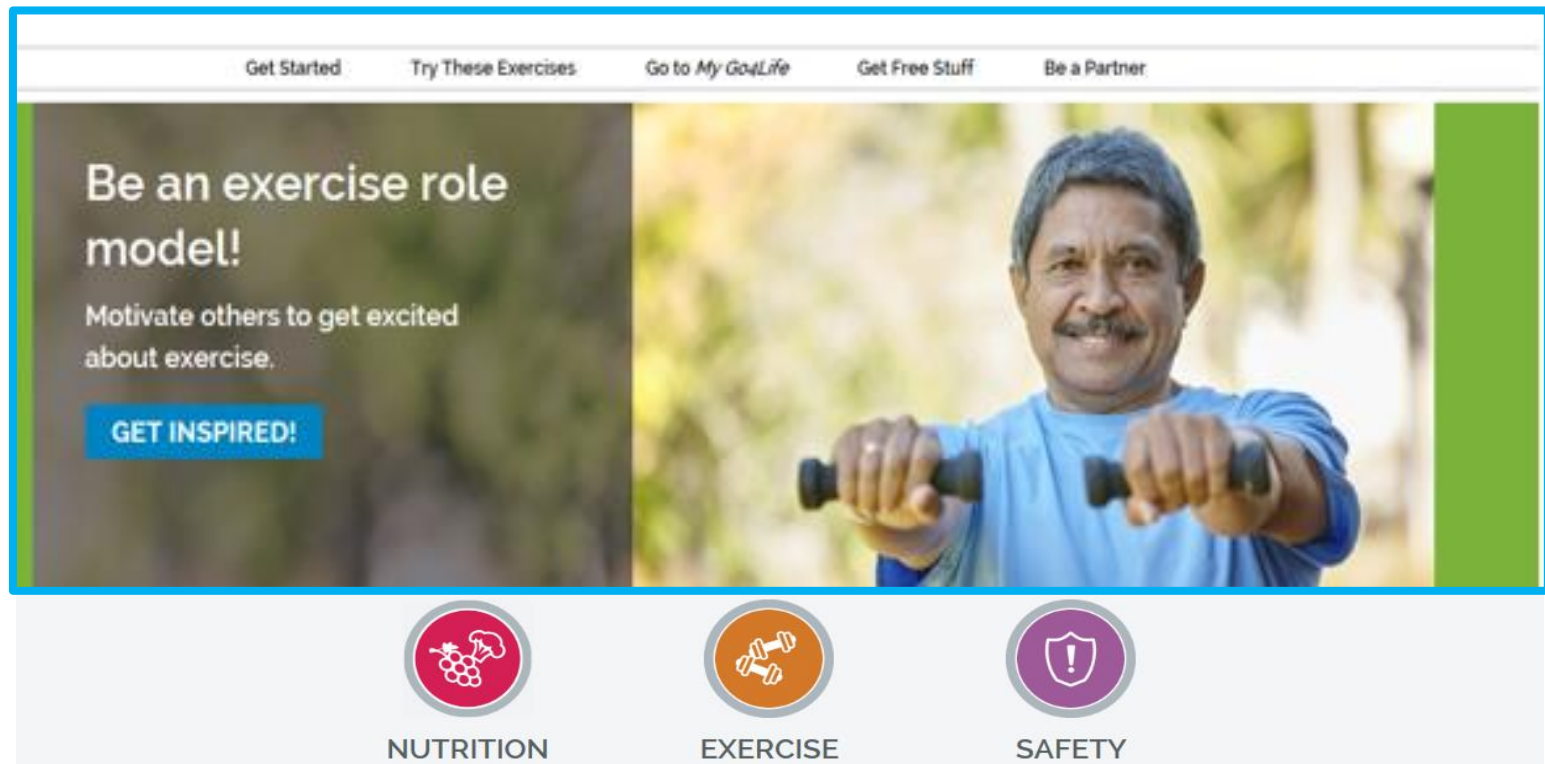 Get Started Try These Exercises Go to My Go4Life Get Free Stuff Be a Partner
Be an exercise role
model!
Motivate others to get excited
about exercise.
GET INSPIRED!
NUTRITION EXERCISE SAFETY